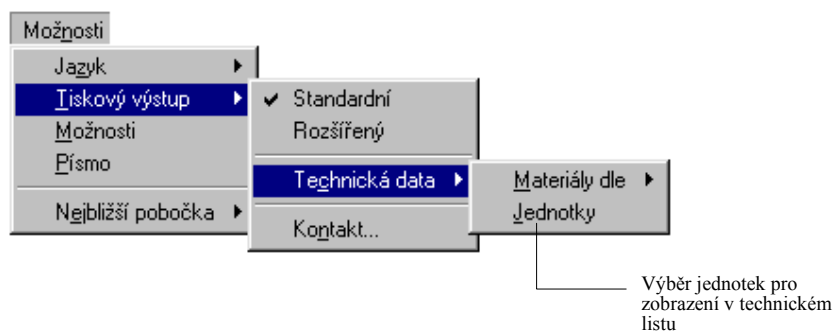 Možnosti
Jazyk
Tiskový výstup
Možnosti
Písmo
Nejbližší pobočka
Standardní
Rozšířený
Technická data
Kontakt...
Materiály dle
Jednotky
Výběr jednotek pro
zobrazení v technickém
listu